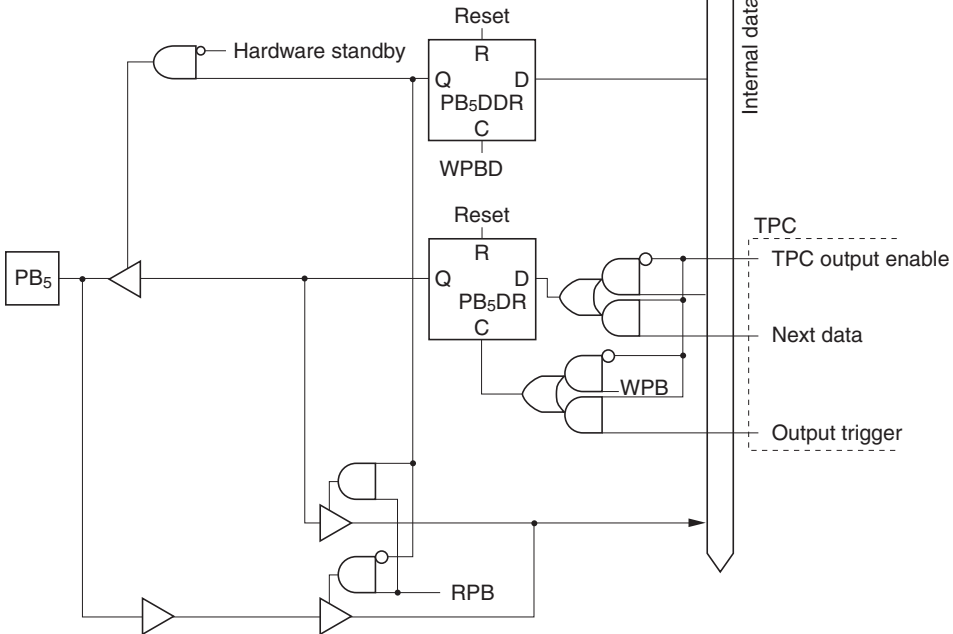 Internal data
Reset
Hardware standby
R
Q D
PB₅DDR
C
WPBD
Reset
TPC
R
TPC output enable
PB₅
Q D
PB₅DR
C
Next data
WPB
Output trigger
RPB